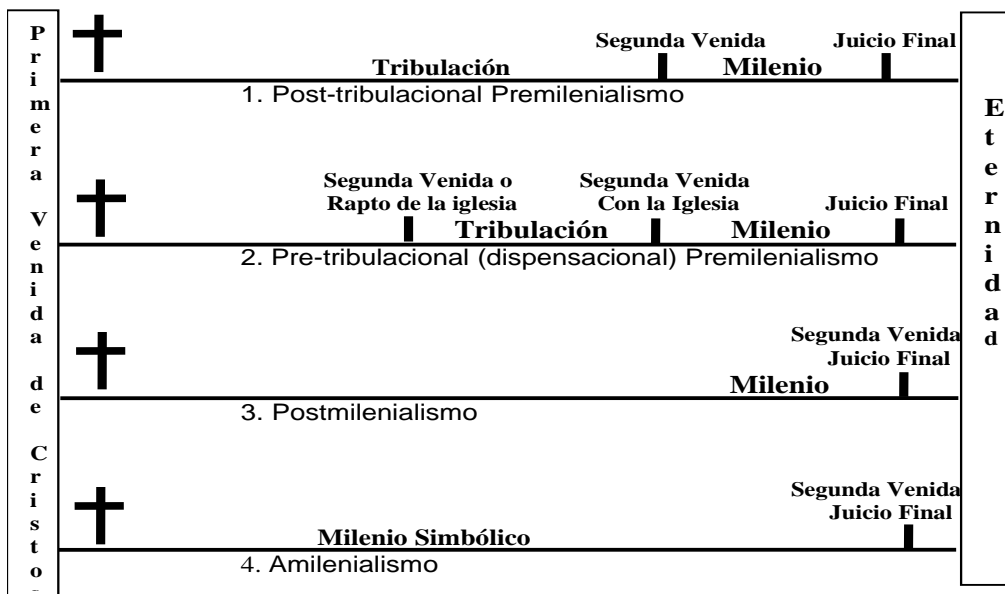 Primera Venida de Cristo
Segunda Venida Juicio Final
Tribulación Milenio
1. Post-tribulacional Premilenialismo
Segunda Venida o Segunda Venida
Rapto de la iglesia Con la Iglesia Juicio Final
Tribulación Milenio
2. Pre-tribulacional (dispensacional) Premilenialismo
Segunda Venida
Juicio Final
Milenio
3. Postmilenialismo
Segunda Venida
Juicio Final
Milenio Simbólico
4. Amilenialismo
Eternidad